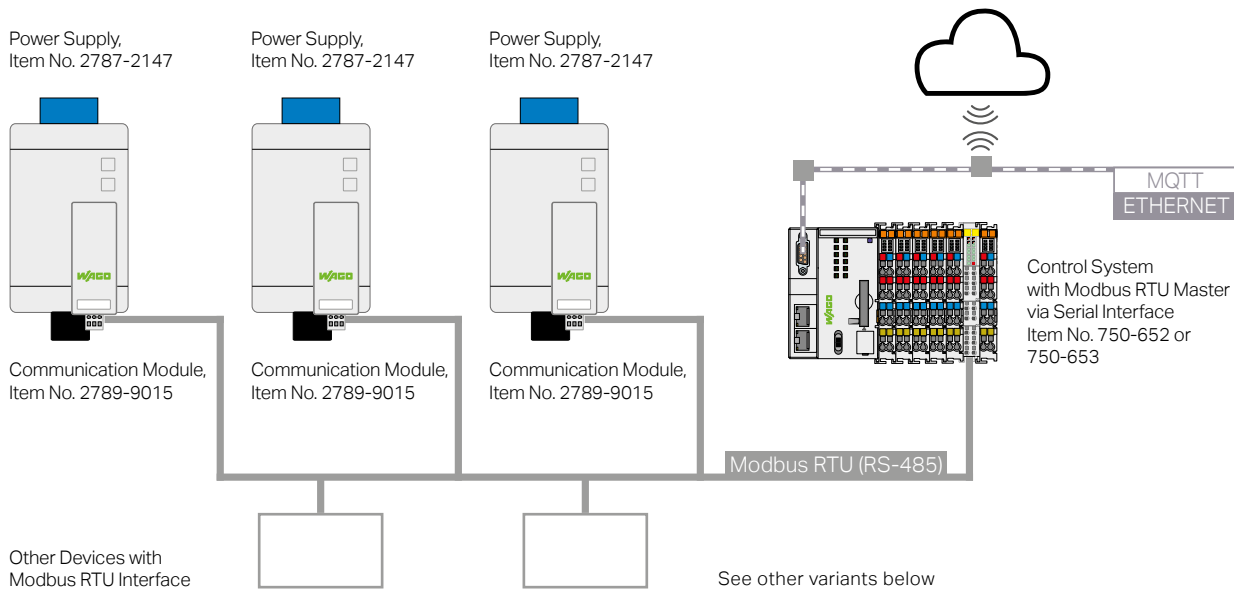 Power Supply,
Item No. 2787-2147
Power Supply,
Item No. 2787-2147
Power Supply,
Item No. 2787-2147
WAGO
WAGO
WAGO
Communication Module,
Item No. 2789-9015
Communication Module,
Item No. 2789-9015
Communication Module,
Item No. 2789-9015
MQTT
ETHERNET
WAGO
Control System
with Modbus RTU Master
via Serial Interface
Item No. 750-652 or
750-653
Modbus RTU (RS-485)
Other Devices with
Modbus RTU Interface
See other variants below